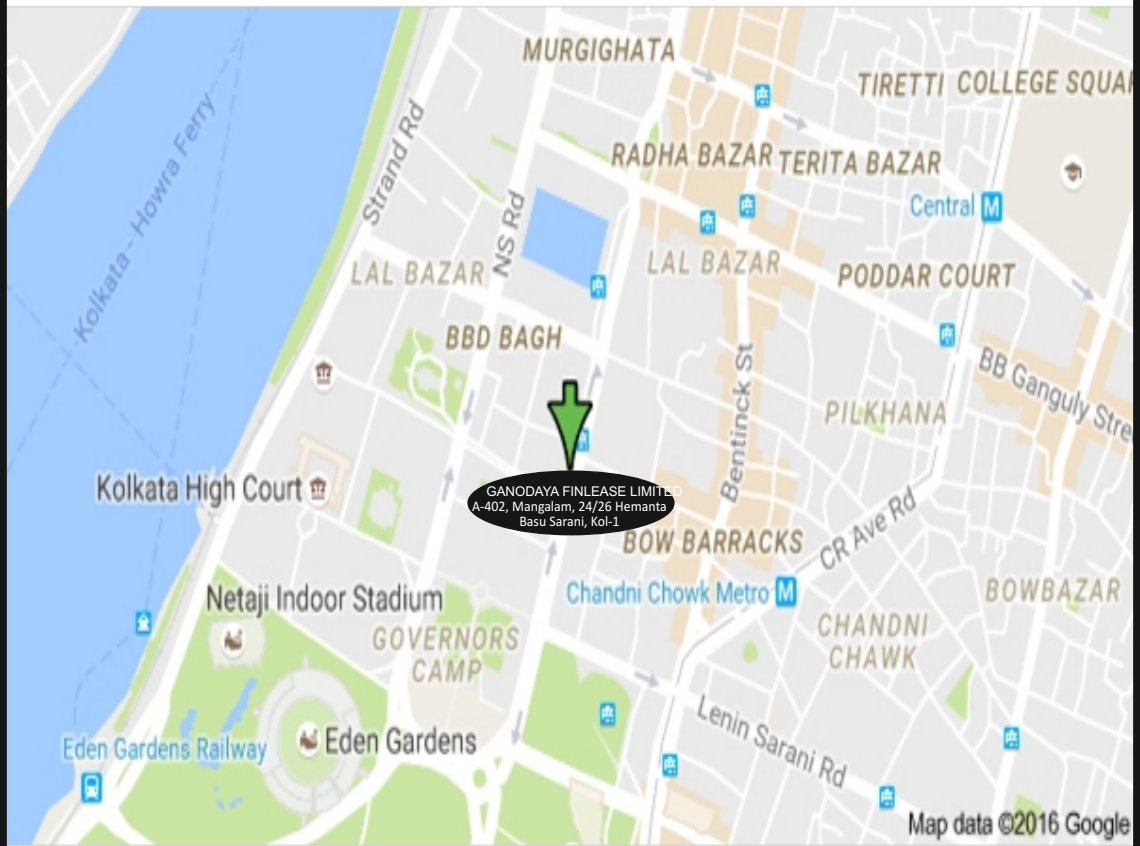 MURGIGHATA
TIRETTI COLLEGE SQUAR
RADHA BAZAR
TERITA BAZAR
Central M
Strand Rd
Kolkata - Howra Ferry
NS Rd
LAL BAZAR
LAL BAZAR
PODDAR COURT
BBD BAGH
BB Ganguly Stre
Bentinck St
PILKHANA
Kolkata High Court
GANODAYA FINLEASE LIMITED
A-402, Mangalam, 24/26 Hemanta
Basu Sarani, Kol-1
BOW BARRACKS
CR Ave Rd
Chandni Chowk Metro M
BOWBAZAR
Netaji Indoor Stadium
GOVERNORS
CAMP
CHANDNI
CHAWK
Lenin Sarani Rd
Eden Gardens Railway
Eden Gardens
Map data ©2016 Google